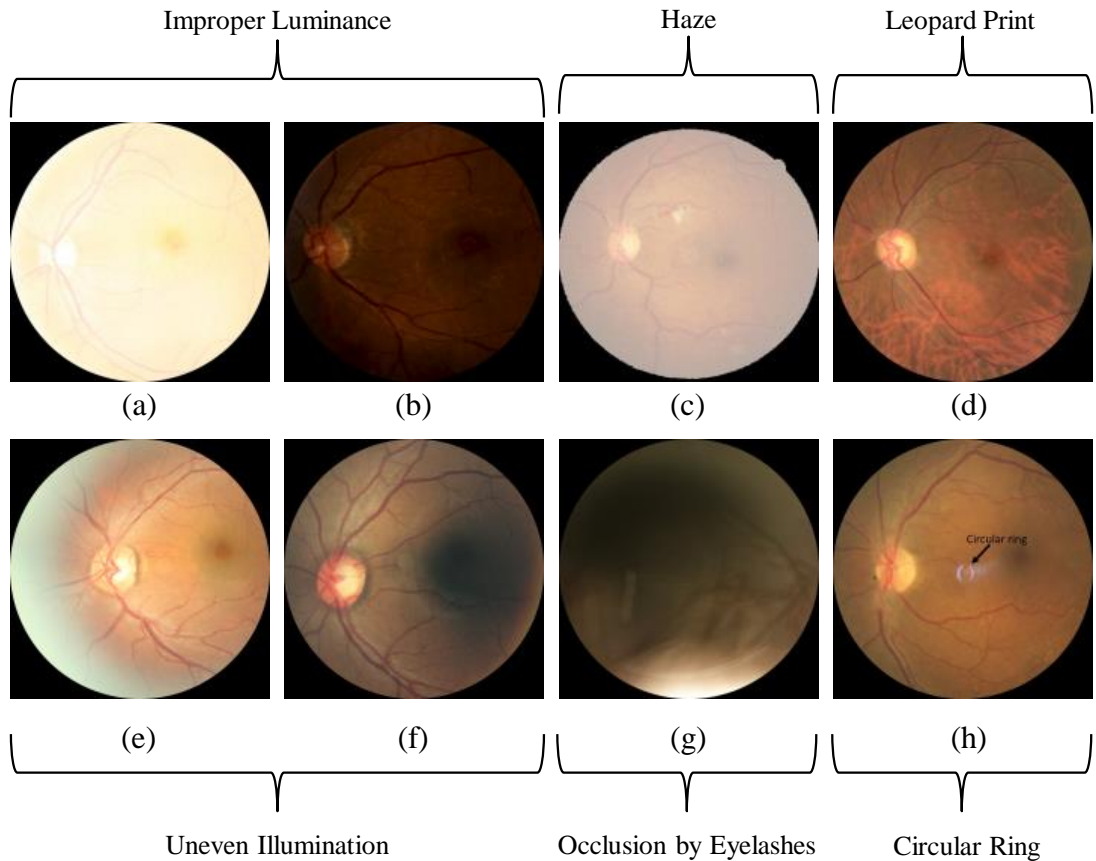 Improper Luminance
Haze
Leopard Print
(a)
(b)
(c)
(d)
Circular ring
(e)
(f)
(g)
(h)
Uneven Illumination
Occlusion by Eyelashes
Circular Ring